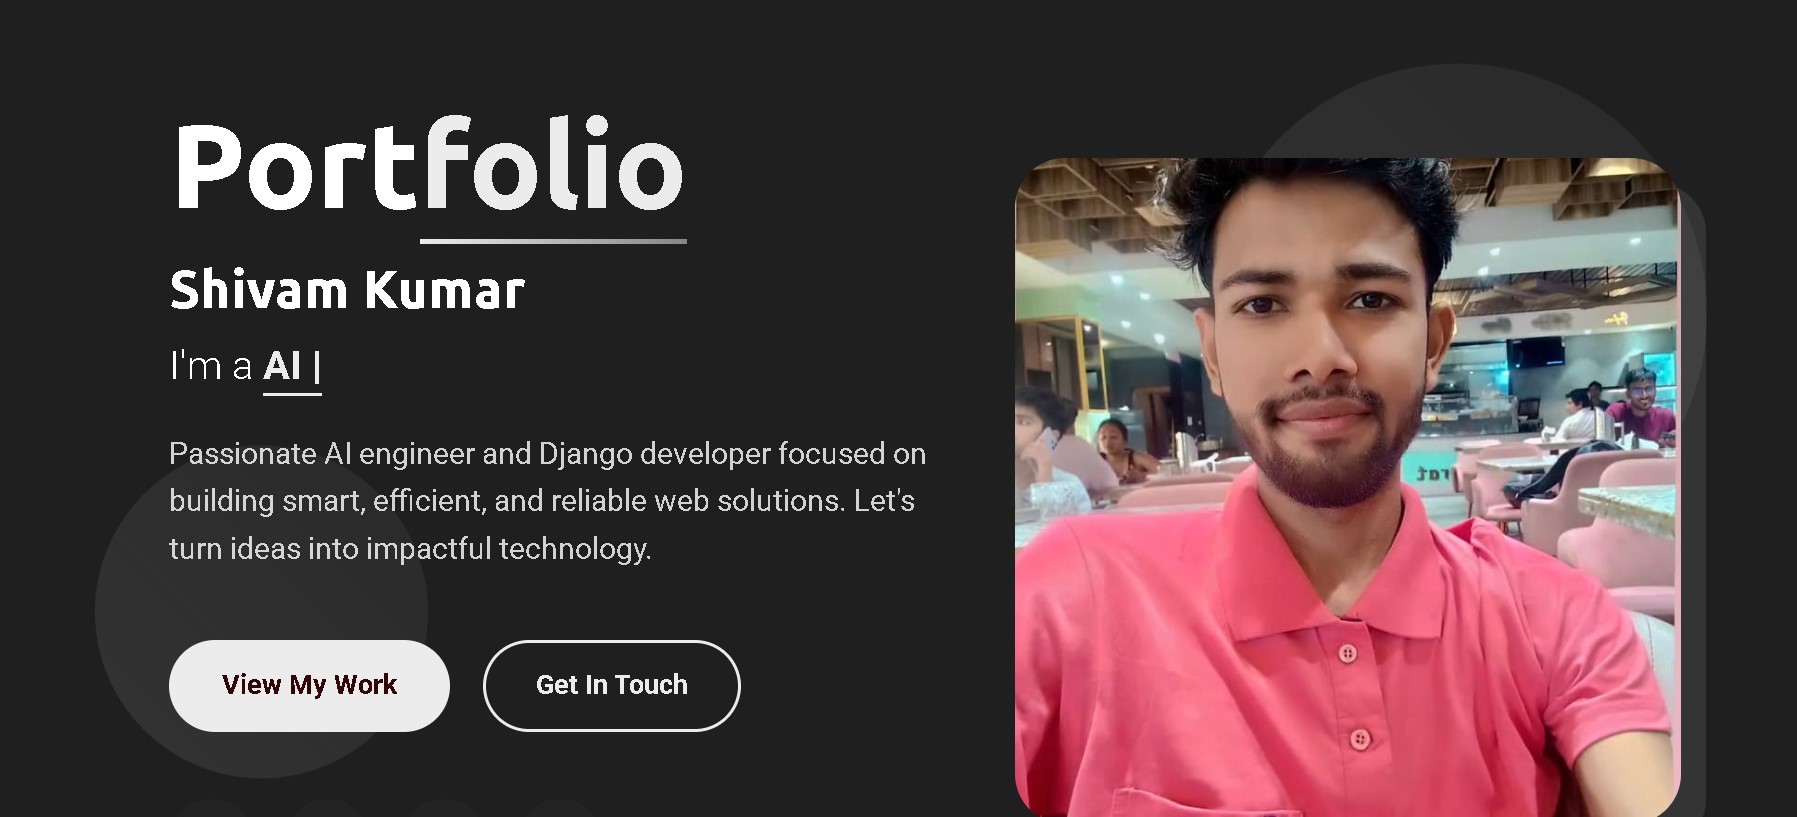 Portfolio
Shivam Kumar
I'm a AI |
Passionate AI engineer and Django developer focused on
building smart, efficient, and reliable web solutions. Let's
turn ideas into impactful technology.
View My Work
Get In Touch